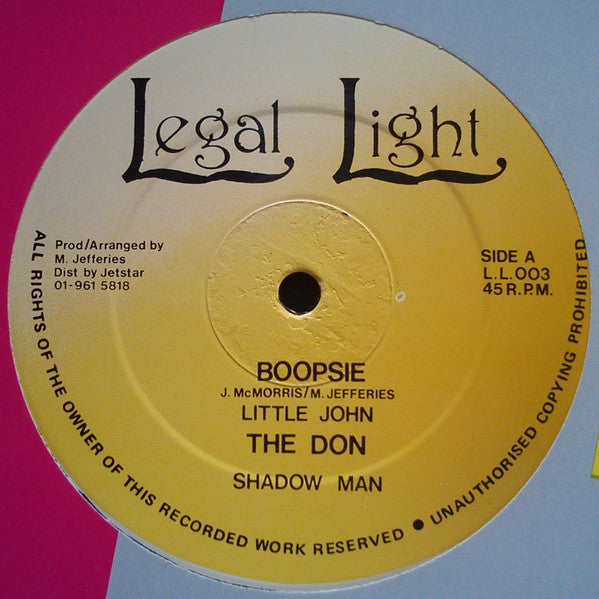 Legal Light
Prod/Arranged by
M. Jefferies
Dist by Jetstar
01-961 5818
SIDE A
L.L.003
45 R.P.M.
BOOPSIE
J. McMORRIS/M. JEFFERIES
LITTLE JOHN
THE DON
SHADOW MAN
ALL RIGHTS OF THE OWNER OF THIS RECORDED WORK RESERVED ● UNAUTHORISED COPYING PROHIBITED